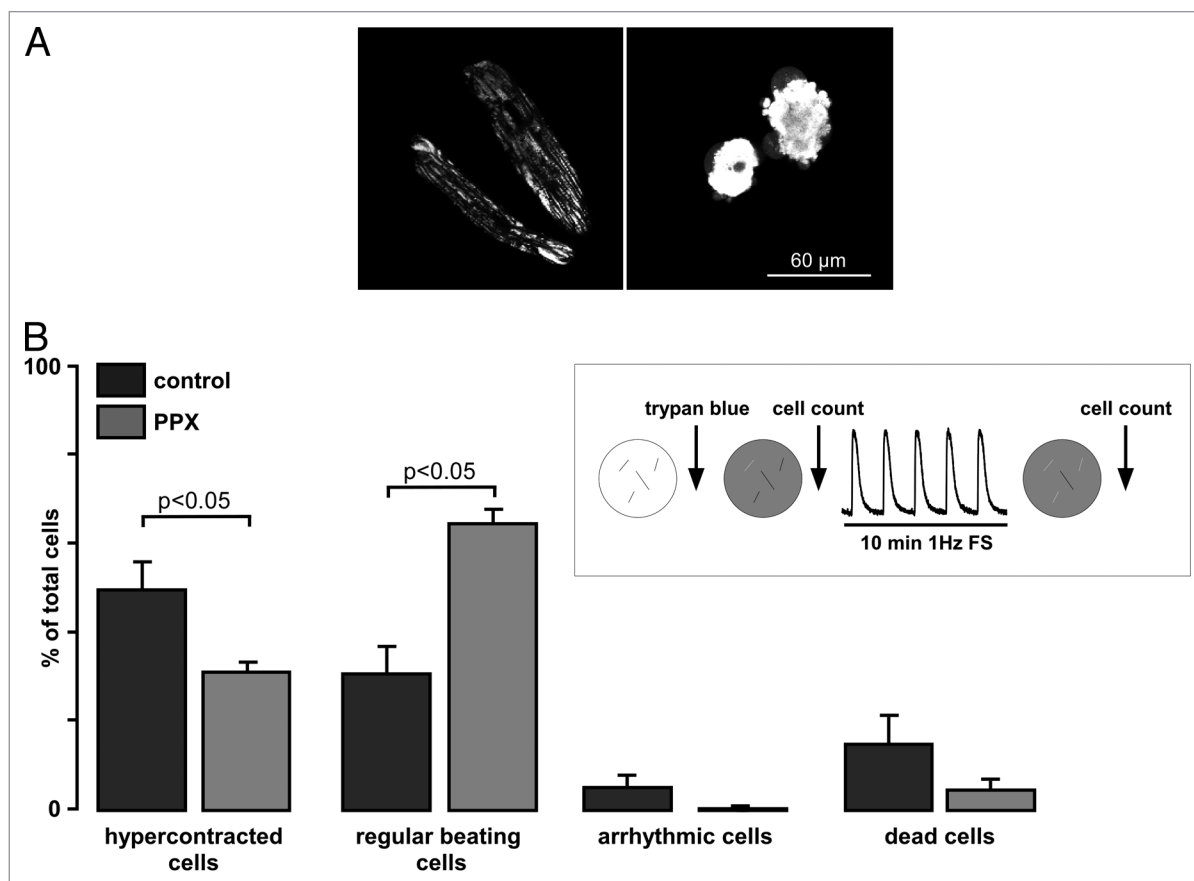 A
60 µm
B
100
control
PPX
p<0.05
p<0.05
% of total cells
0
hypercontracted
cells
regular beating
cells
arrhythmic cells
dead cells
trypan blue
cell count
cell count
10 min 1Hz FS